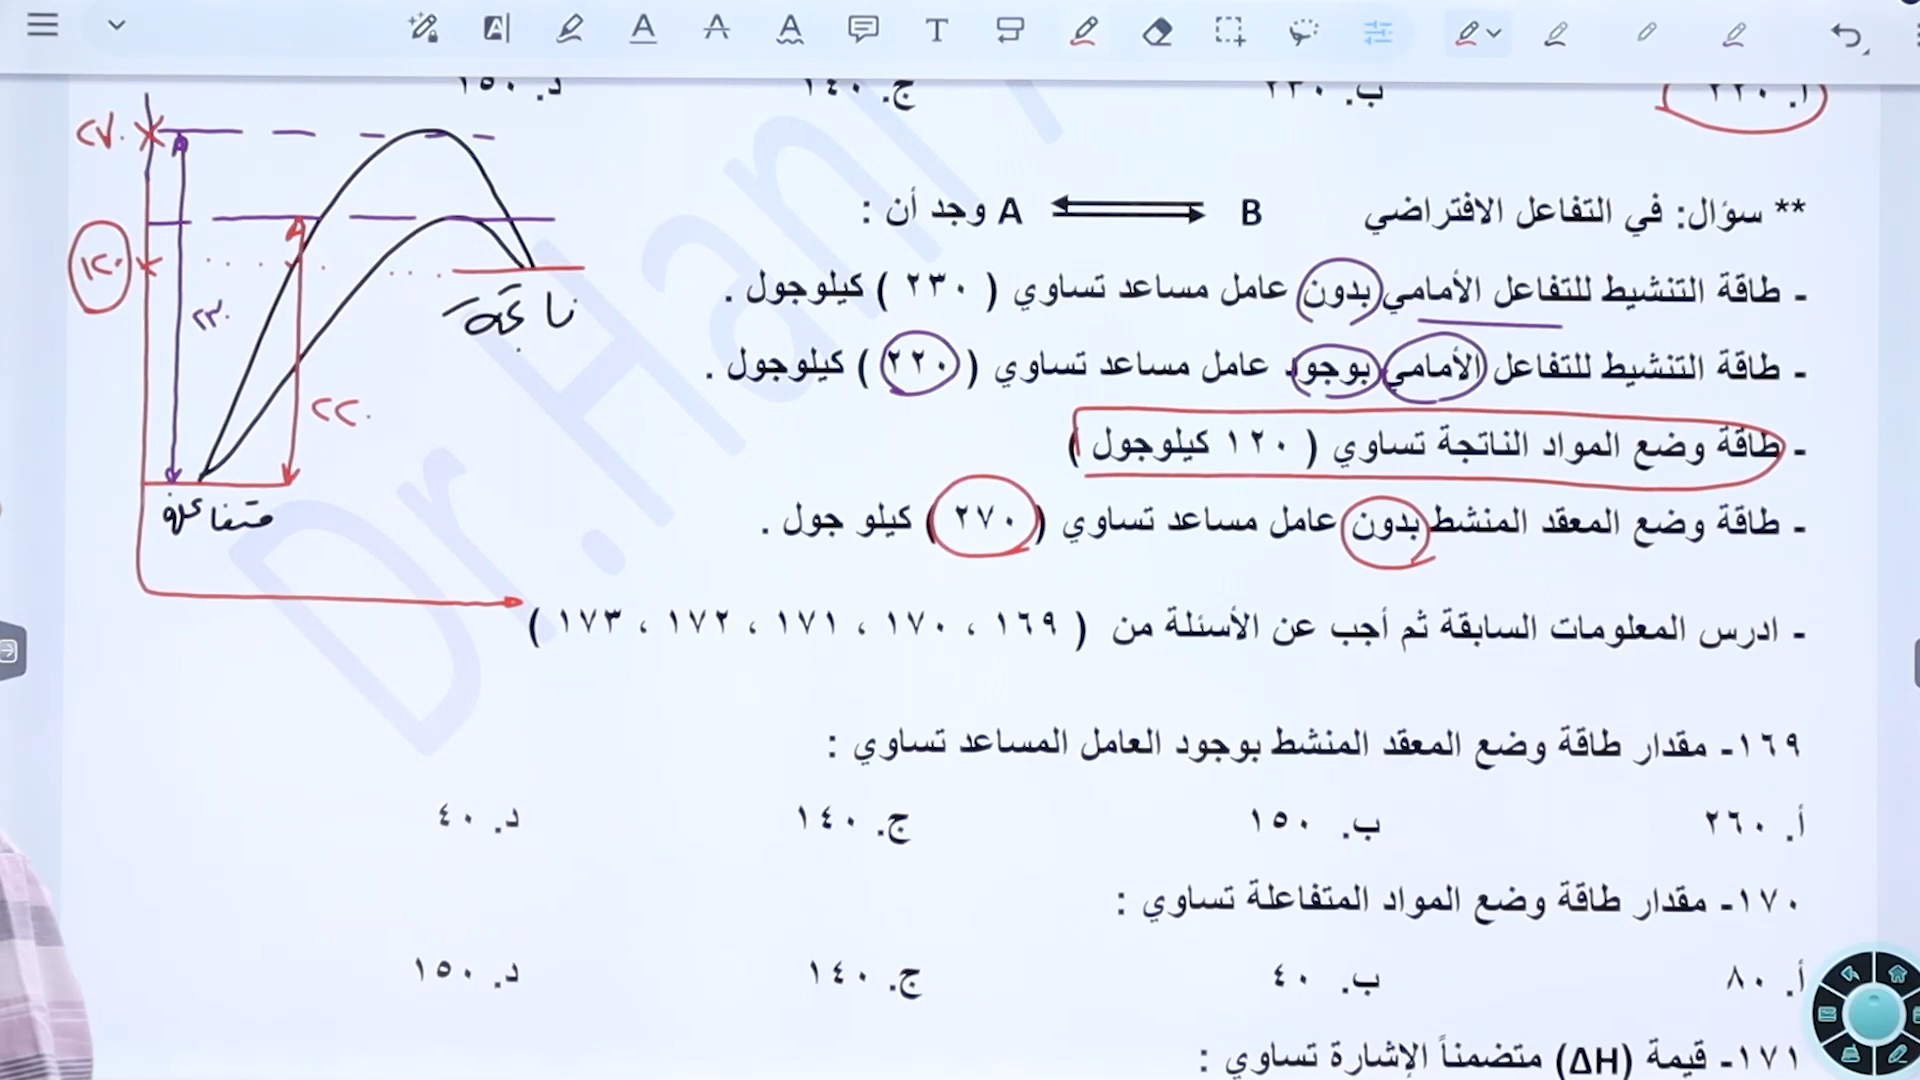 أ. ٢٢٠ ب. ٢٣٠ ج. ١٤٠ د. ١٥٠
** سؤال: في التفاعل الافتراضي A ⇄ B وجد أن :
- طاقة التنشيط للتفاعل الأمامي بدون عامل مساعد تساوي ( ٢٣٠ ) كيلوجول .
- طاقة التنشيط للتفاعل الأمامي بوجود عامل مساعد تساوي ( ٢٢٠ ) كيلوجول .
- طاقة وضع المواد الناتجة تساوي ( ١٢٠ كيلوجول )
- طاقة وضع المعقد المنشط بدون عامل مساعد تساوي ( ٢٧٠ ) كيلو جول .
- ادرس المعلومات السابقة ثم أجب عن الأسئلة من ( ١٦٩ ، ١٧٠ ، ١٧١ ، ١٧٢ ، ١٧٣ )
١٦٩- مقدار طاقة وضع المعقد المنشط بوجود العامل المساعد تساوي :
أ. ٢٦٠ ب. ١٥٠ ج. ١٤٠ د. ٤٠
١٧٠- مقدار طاقة وضع المواد المتفاعلة تساوي :
أ. ٨٠ ب. ٤٠ ج. ١٤٠ د. ١٥٠
١٧١- قيمة (ΔH) متضمناً الإشارة تساوي :
٢٧٠
١٢٠
٢٣٠
٢٢٠
ناتجة
متفاعلة
Dr. Hani